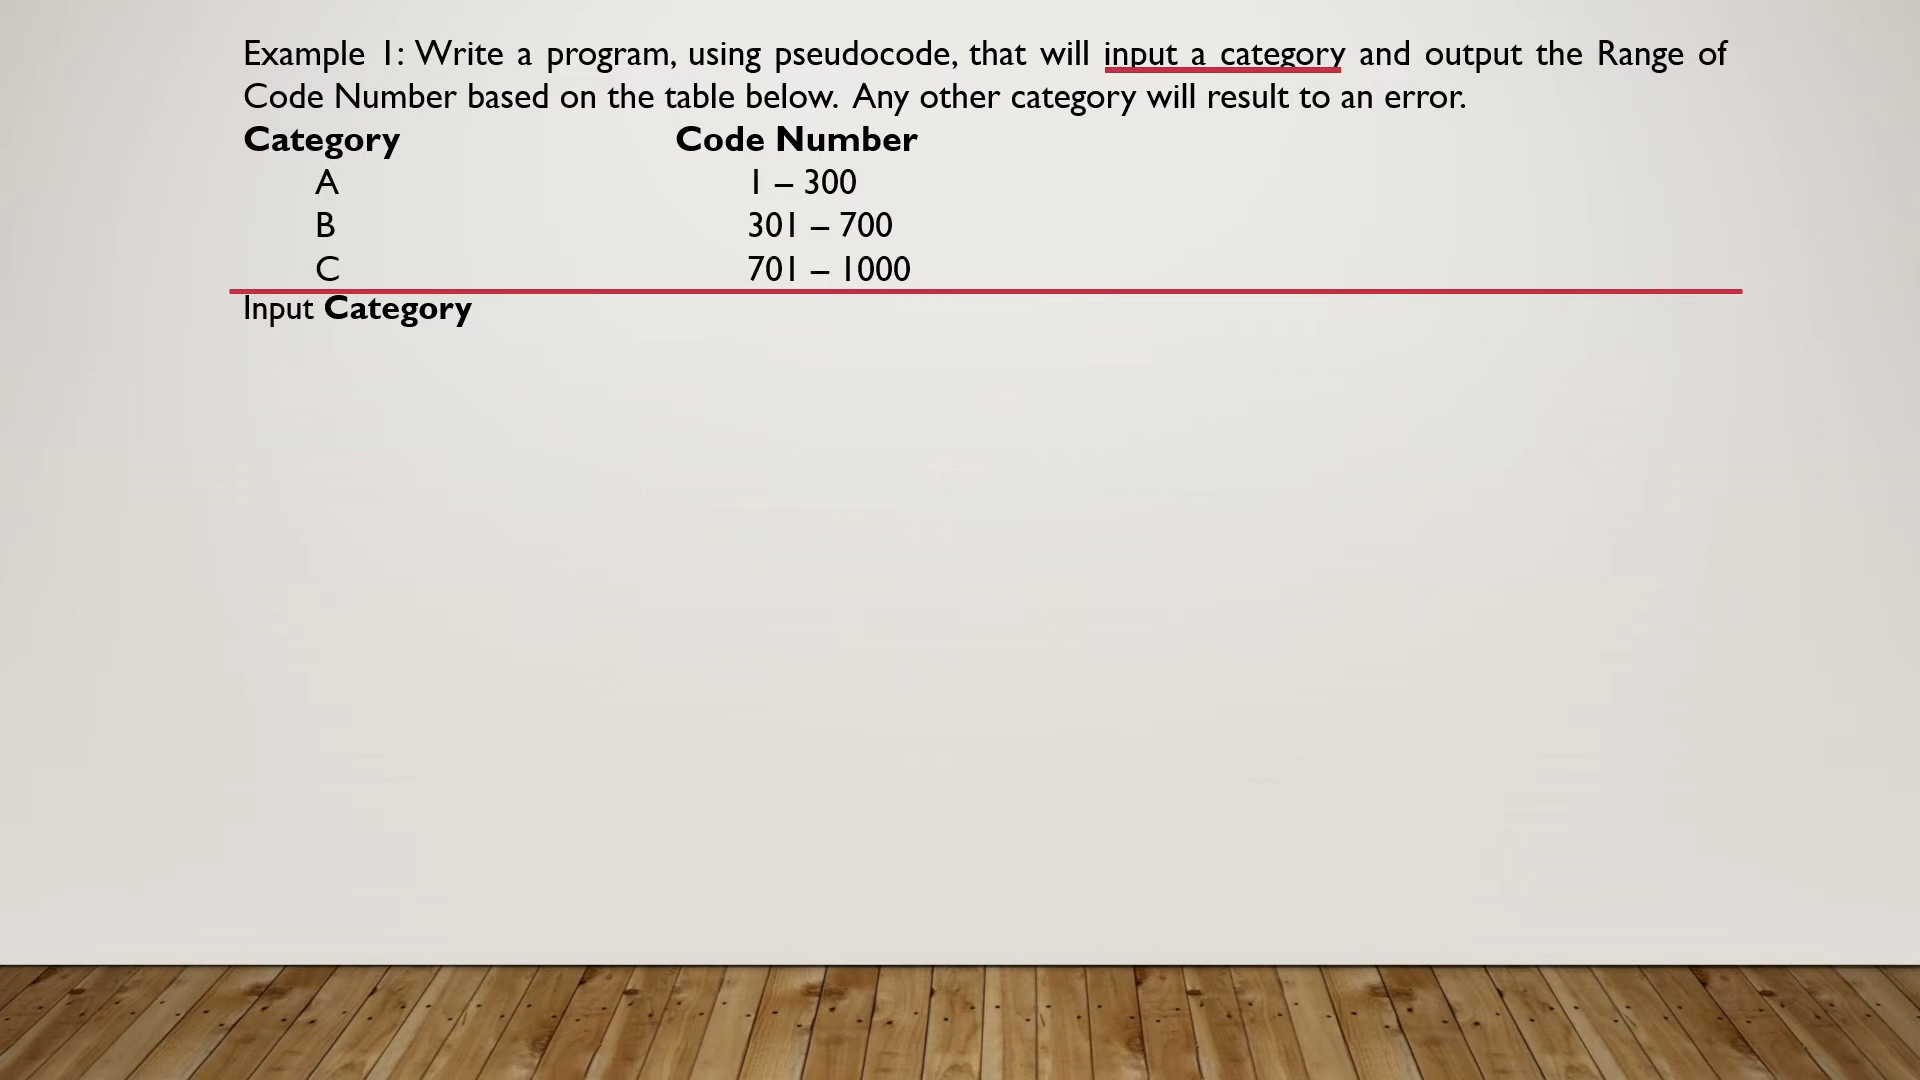 Example 1: Write a program, using pseudocode, that will input a category and output the Range of
Code Number based on the table below. Any other category will result to an error.
Category Code Number
A 1 – 300
B 301 – 700
C 701 – 1000
Input Category